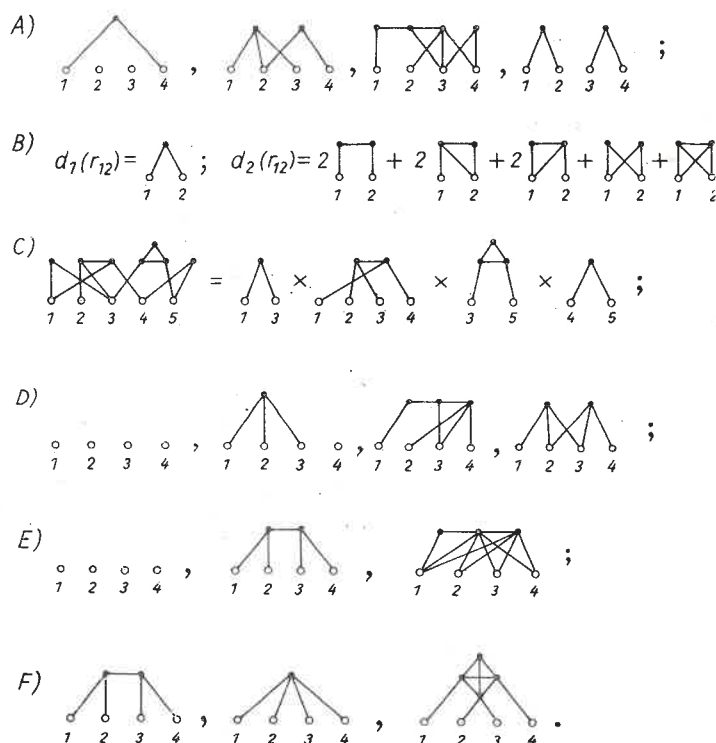 A)
1 2 3 4 , 1 2 3 4 , 1 2 3 4 , 1 2 3 4 ;
B) d₁(r₁₂)= ; d₂(r₁₂)= 2 + 2 + 2 + +
1 2 1 2 1 2 1 2 1 2 1 2
C)
= × × × ;
1 2 3 4 5 1 3 1 2 3 4 3 5 4 5
D)
1 2 3 4 , 1 2 3 4 , 1 2 3 4 , 1 2 3 4 ;
E)
1 2 3 4 , 1 2 3 4 , 1 2 3 4 ;
F)
1 2 3 4 , 1 2 3 4 , 1 2 3 4 .